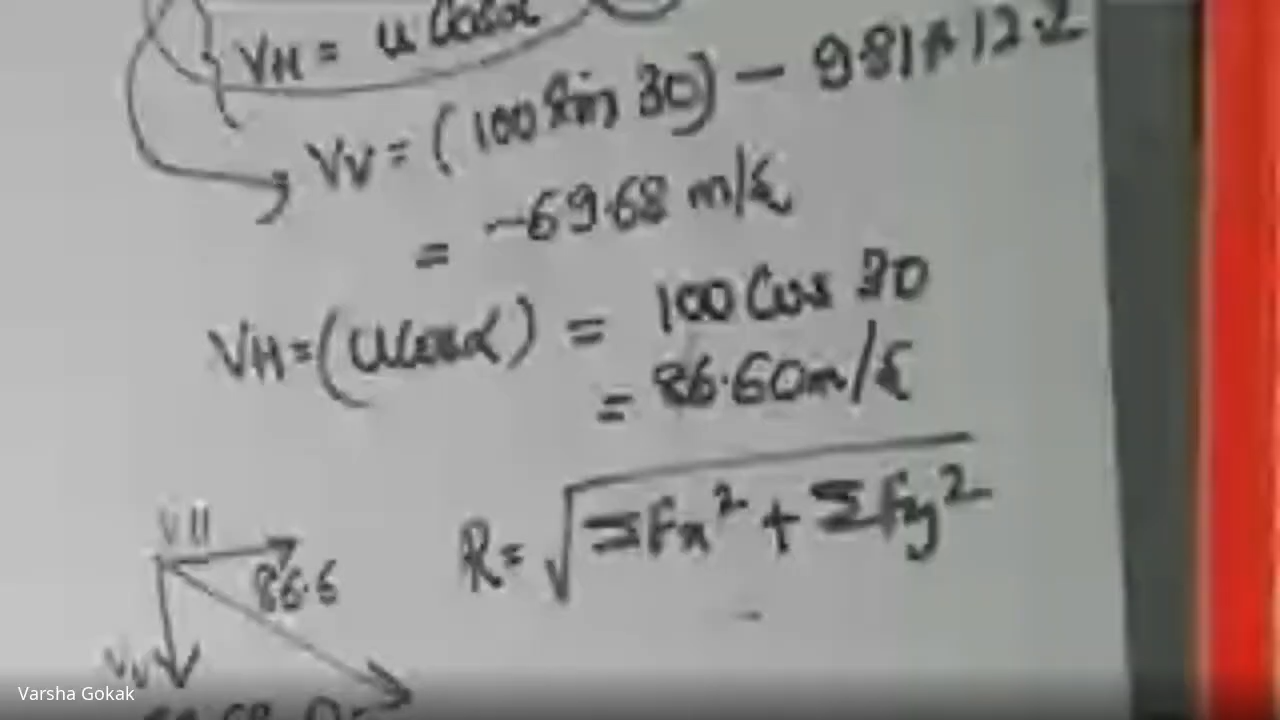 VH = u Cosα
VV = (100 Sin 30) - 9.81 * 12.2
= -69.68 m/s
VH = (u cosα) = 100 Cos 30
= 86.60 m/s
R = √ΣFx² + ΣFy²
VH
86.6
Vv
Varsha Gokak